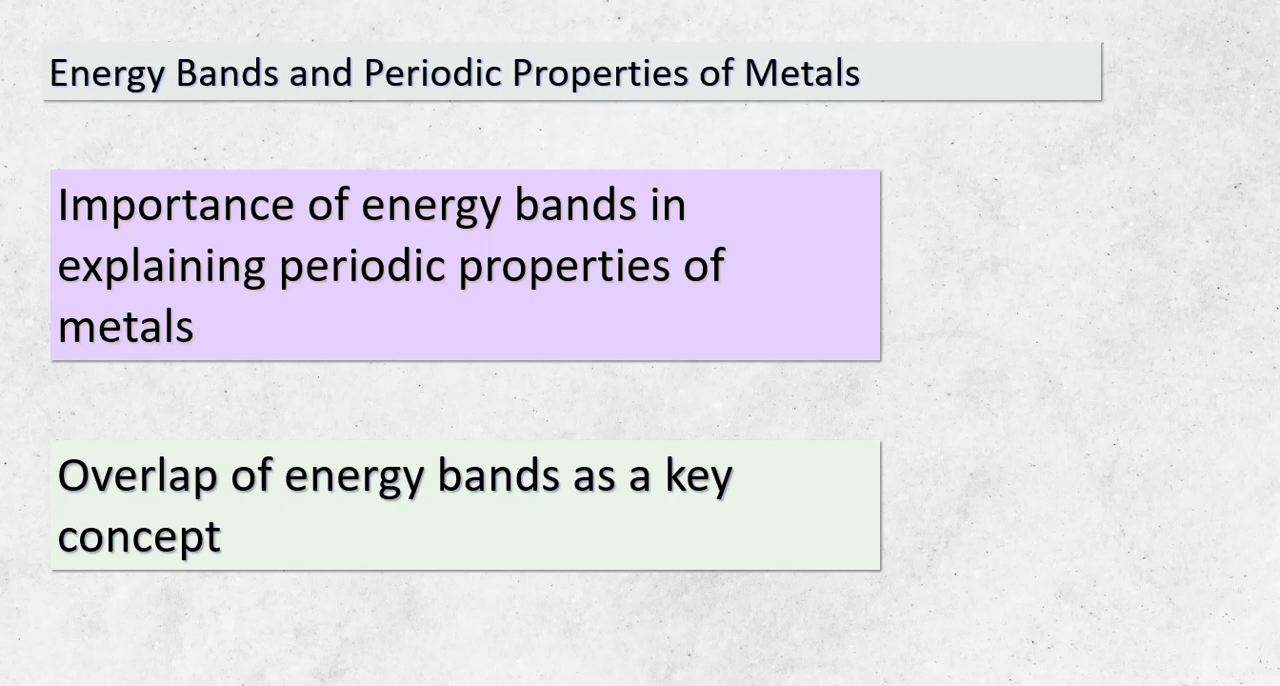 Energy Bands and Periodic Properties of Metals
Importance of energy bands in
explaining periodic properties of
metals
Overlap of energy bands as a key
concept